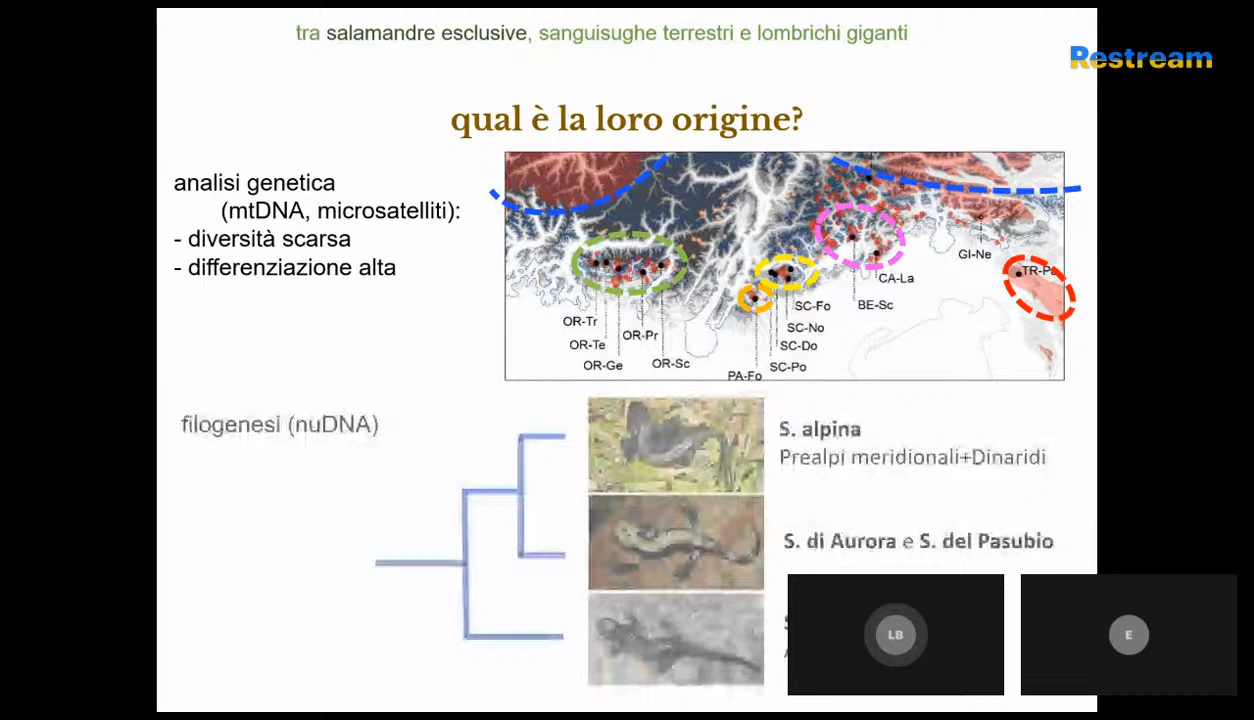 tra salamandre esclusive, sanguisughe terrestri e lombrichi giganti
Restream
qual è la loro origine?
analisi genetica
(mtDNA, microsatelliti):
- diversità scarsa
- differenziazione alta
GI-Ne
CA-La
BE-Sc
SC-Fo
SC-No
SC-Do
SC-Po
PA-Fo
OR-Tr
OR-Te
OR-Ge
OR-Pr
OR-Sc
filogenesi (nuDNA)
S. alpina
Prealpi meridionali+Dinaridi
S. di Aurora e S. del Pasubio
LB
E